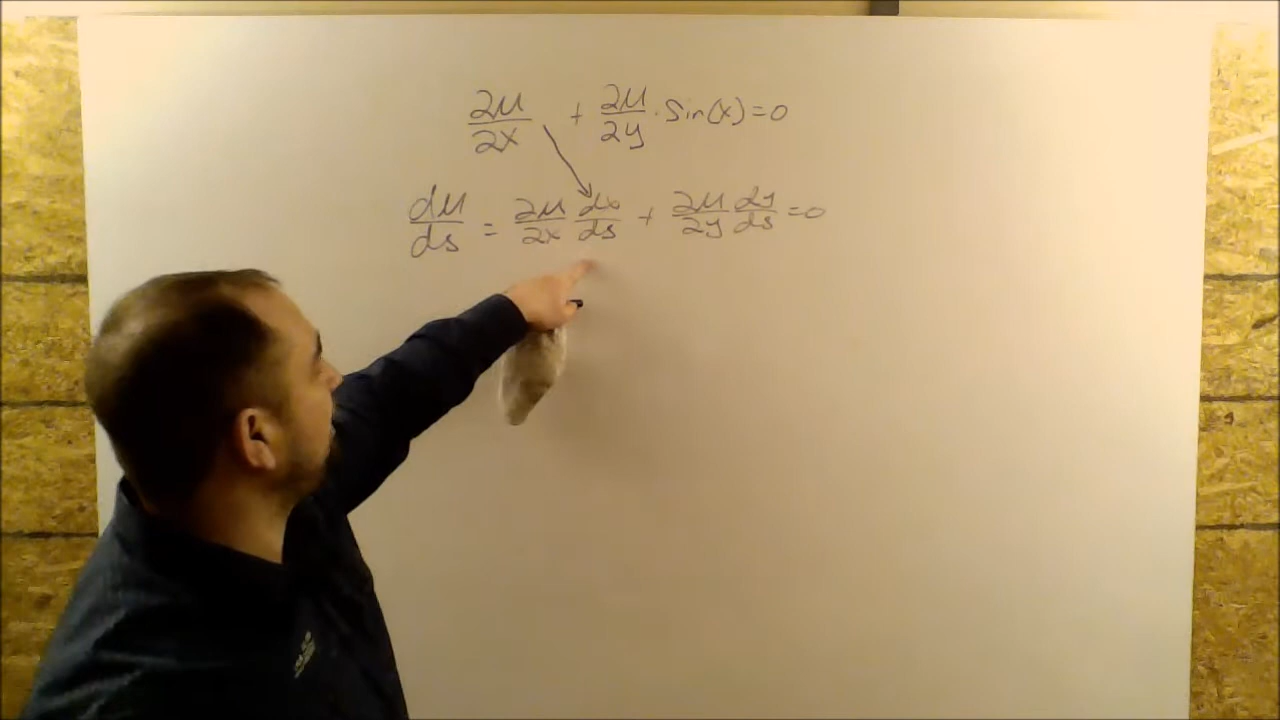 ∂u/∂x + ∂u/∂y · Sin(x) = 0
du/ds = ∂u/∂x dx/ds + ∂u/∂y dy/ds = 0